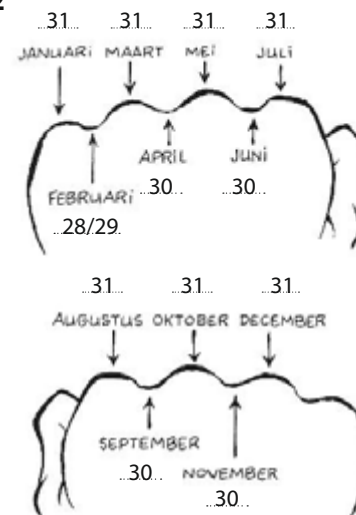 31 31 31 31
JANUARI MAART MEI JULI
APRIL JUNI
30 30
FEBRUARI
28/29
31 31 31
AUGUSTUS OKTOBER DECEMBER
SEPTEMBER
30
NOVEMBER
30